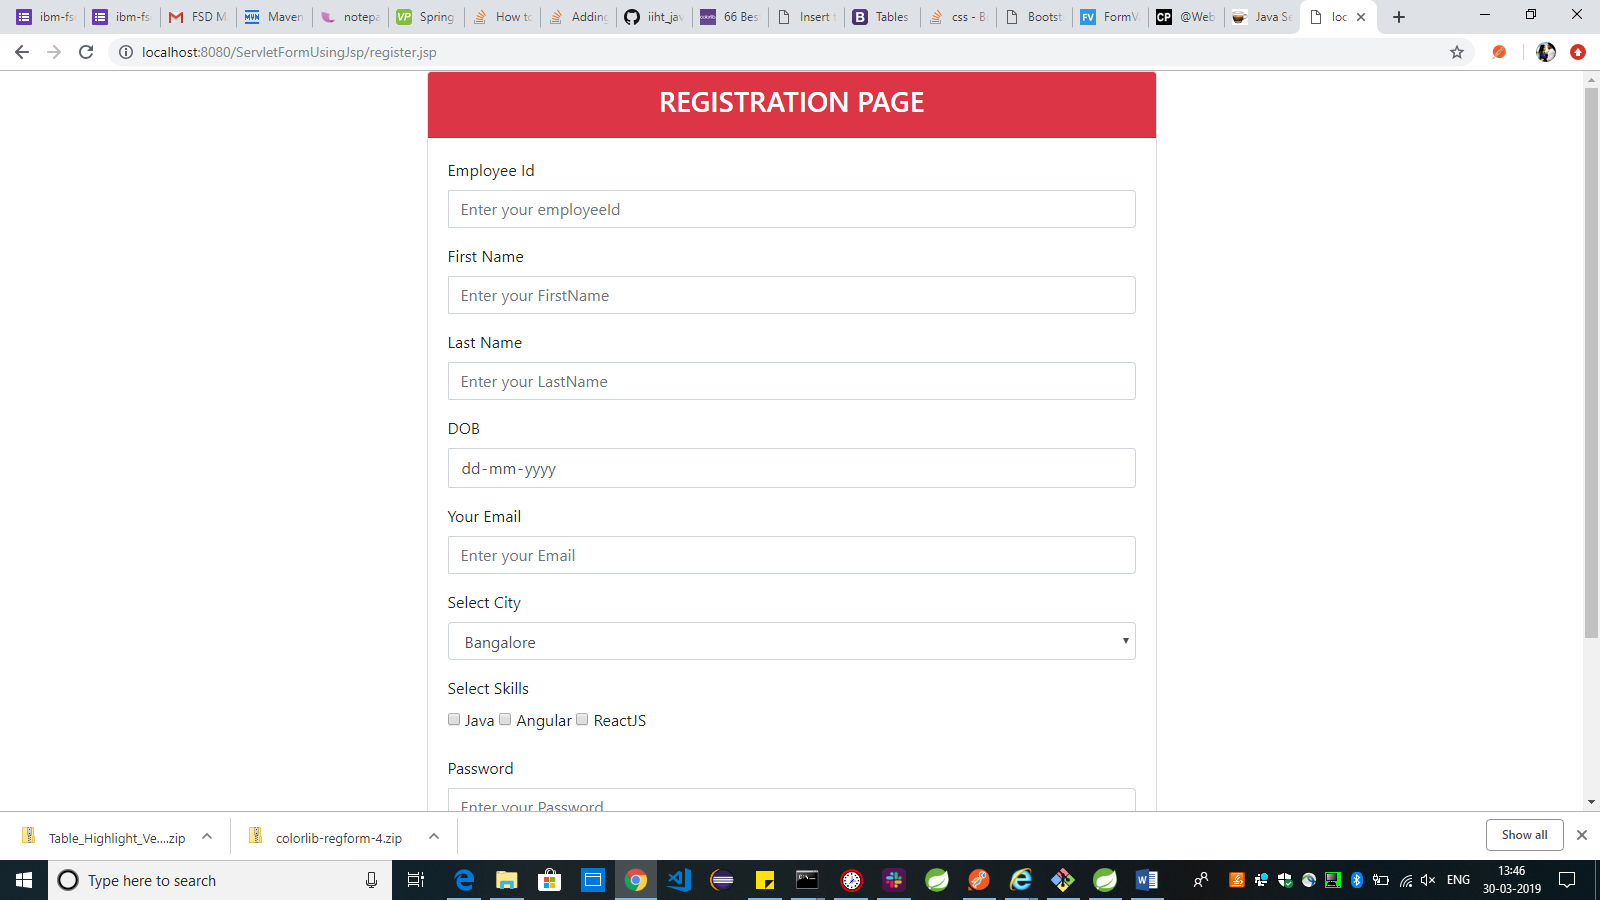 ibm-fs ibm-fs FSD M Maven notepa Spring How to Adding iiht_jav 66 Bes Insert t Tables css - B Bootst FormVa @Web Java Se loc
localhost:8080/ServletFormUsingJsp/register.jsp
REGISTRATION PAGE
Employee Id
Enter your employeeId
First Name
Enter your FirstName
Last Name
Enter your LastName
DOB
dd-mm-yyyy
Your Email
Enter your Email
Select City
Bangalore
Select Skills
Java Angular ReactJS
Password
Enter your Password
Table_Highlight_Ve....zip colorlib-regform-4.zip Show all
Type here to search ENG 13:46
30-03-2019